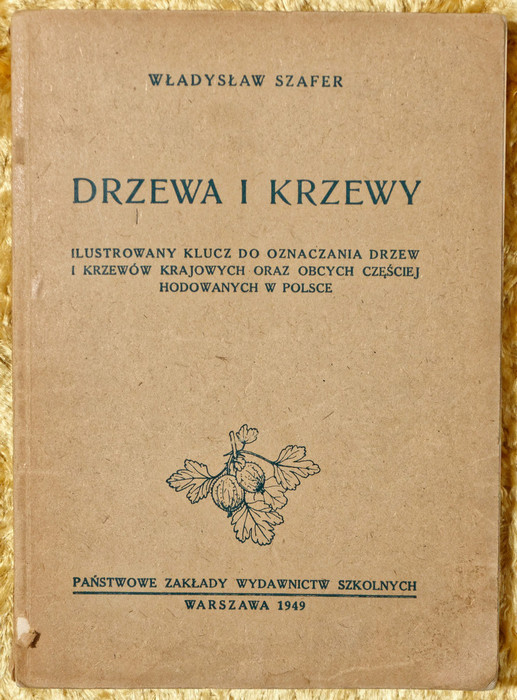 WŁADYSŁAW SZAFER
DRZEWA I KRZEWY
ILUSTROWANY KLUCZ DO OZNACZANIA DRZEW
I KRZEWÓW KRAJOWYCH ORAZ OBCYCH CZĘŚCIEJ
HODOWANYCH W POLSCE
PAŃSTWOWE ZAKŁADY WYDAWNICTW SZKOLNYCH
WARSZAWA 1949